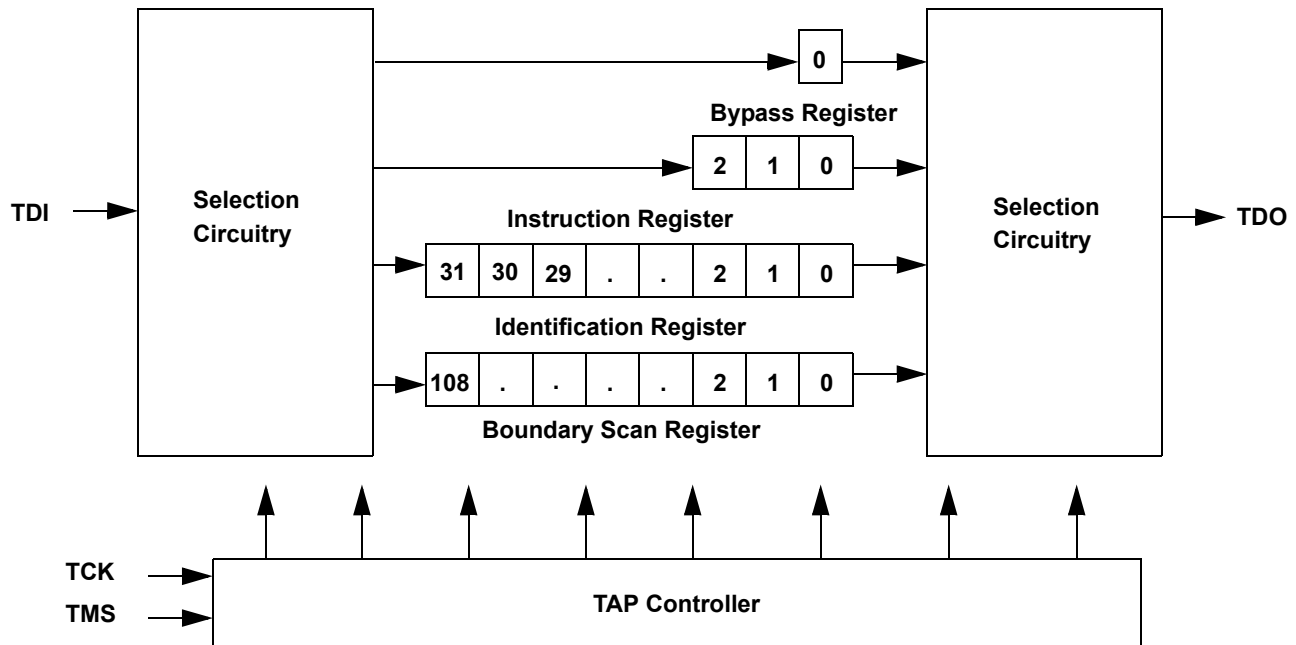 0
Bypass Register
2 1 0
Selection
Circuitry
Selection
Circuitry
TDI
TDO
Instruction Register
31 30 29 . . 2 1 0
Identification Register
108 . . . . 2 1 0
Boundary Scan Register
TCK
TMS
TAP Controller